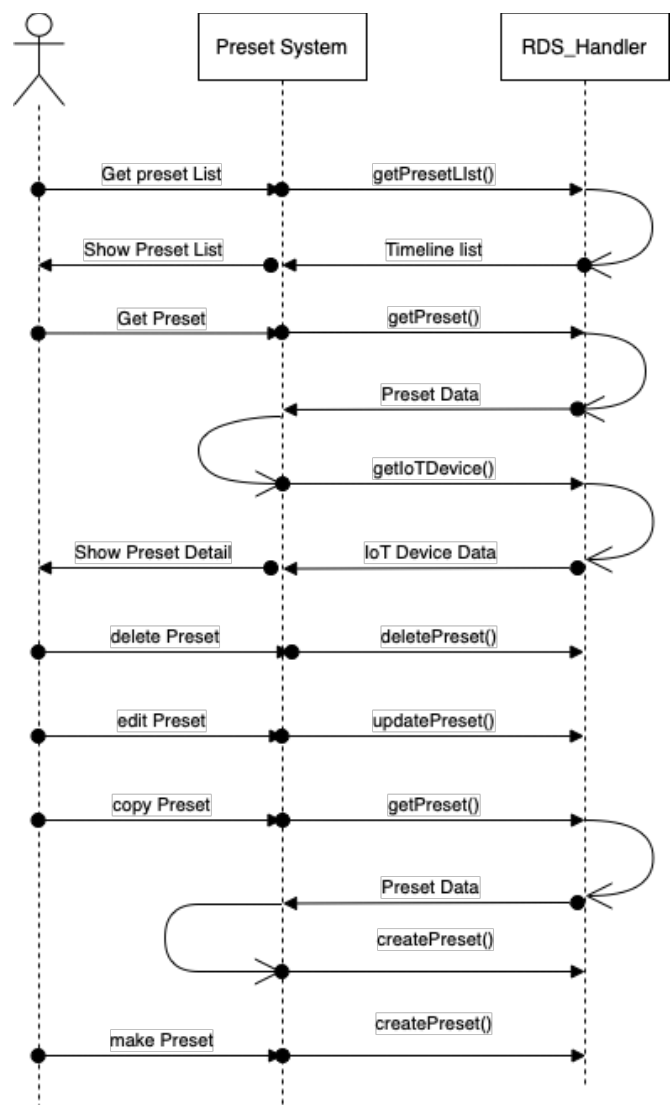 Preset System
RDS_Handler
Get preset List
getPresetLIst()
Show Preset List
Timeline list
Get Preset
getPreset()
Preset Data
getIoTDevice()
Show Preset Detail
IoT Device Data
delete Preset
deletePreset()
edit Preset
updatePreset()
copy Preset
getPreset()
Preset Data
createPreset()
make Preset
createPreset()